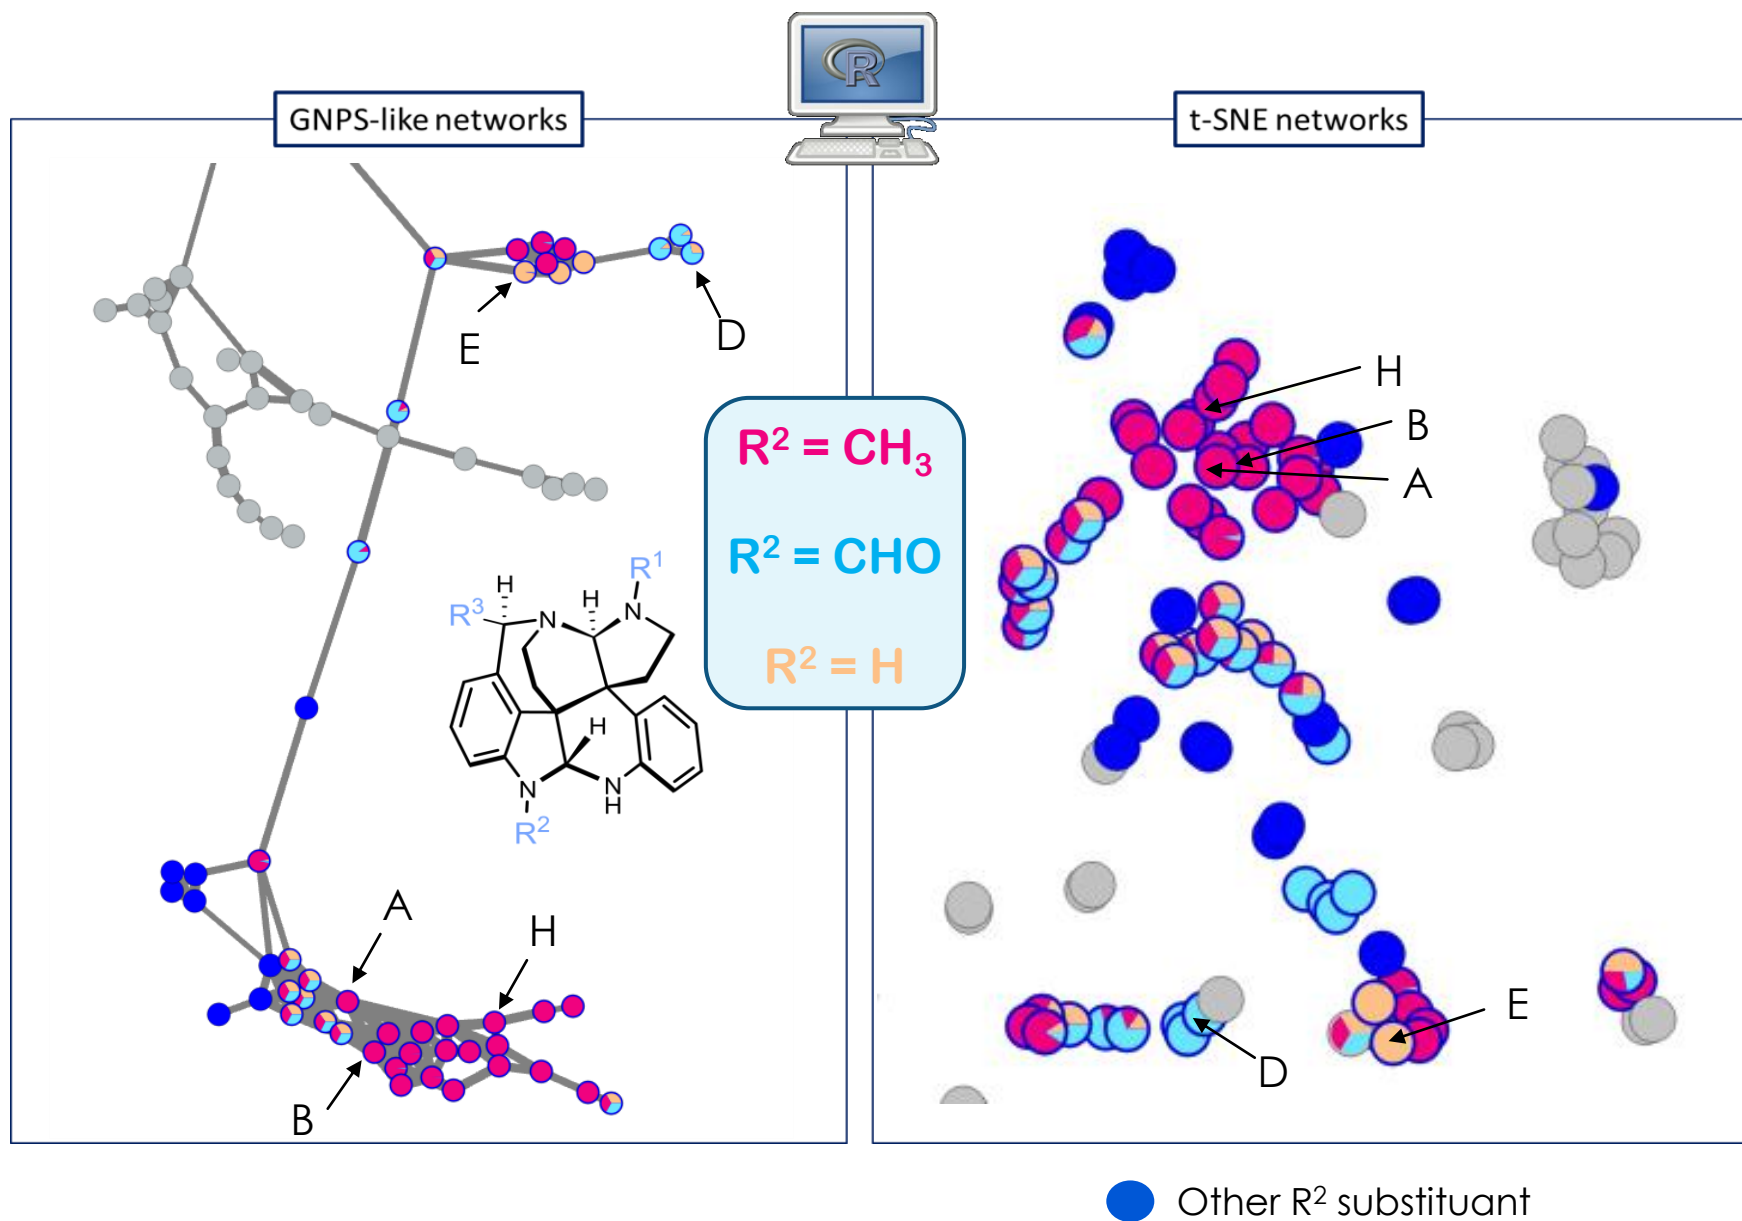 R
GNPS-like networks
t-SNE networks
E
D
H
B
A
R² = CH₃
R² = CHO
R² = H
H
R³
N
H
N
R¹
H
N
N
H
R²
A
H
B
E
D
Other R² substituant